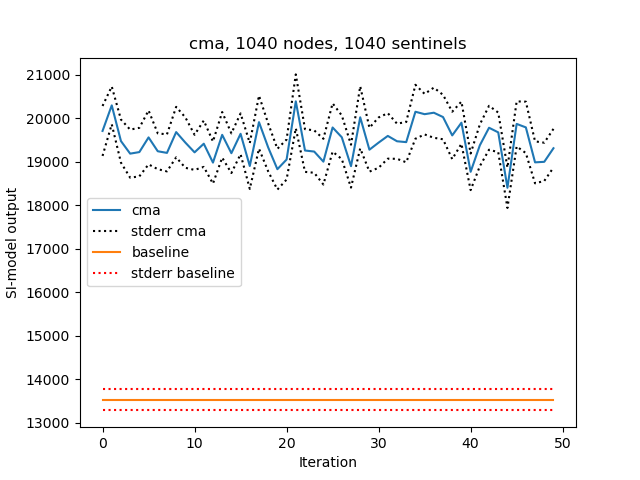 cma, 1040 nodes, 1040 sentinels
21000
20000
19000
18000
17000
16000
15000
14000
13000
SI-model output
cma
stderr cma
baseline
stderr baseline
0 10 20 30 40 50
Iteration